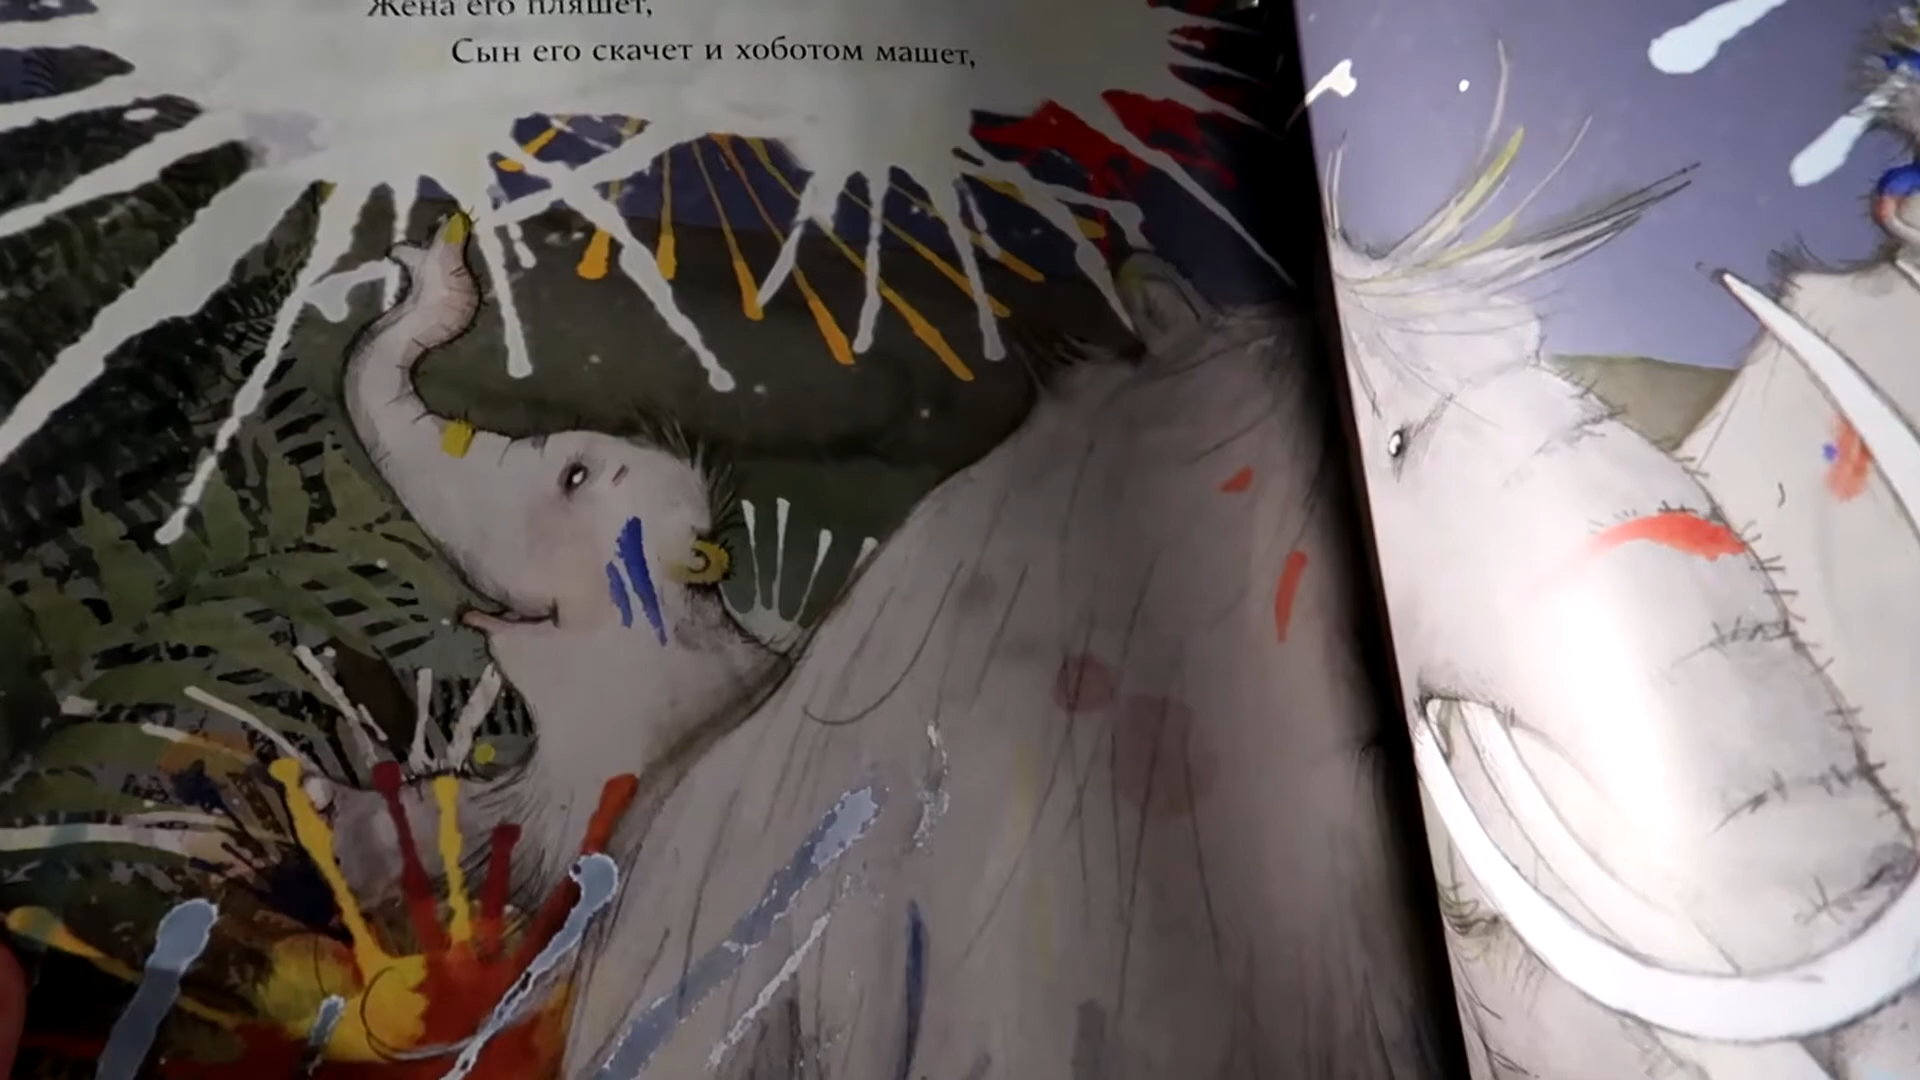 Жена его пляшет,
Сын его скачет и хоботом машет,